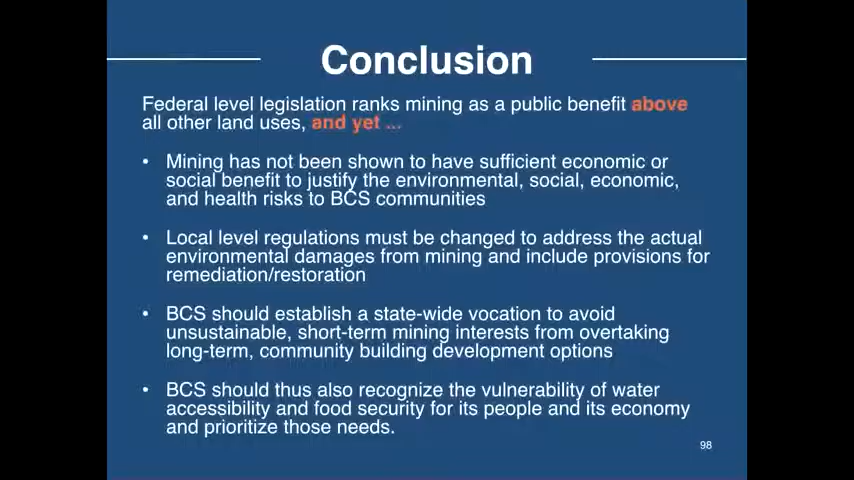 Conclusion
Federal level legislation ranks mining as a public benefit above
all other land uses, and yet ...
• Mining has not been shown to have sufficient economic or
social benefit to justify the environmental, social, economic,
and health risks to BCS communities
• Local level regulations must be changed to address the actual
environmental damages from mining and include provisions for
remediation/restoration
• BCS should establish a state-wide vocation to avoid
unsustainable, short-term mining interests from overtaking
long-term, community building development options
• BCS should thus also recognize the vulnerability of water
accessibility and food security for its people and its economy
and prioritize those needs.
98